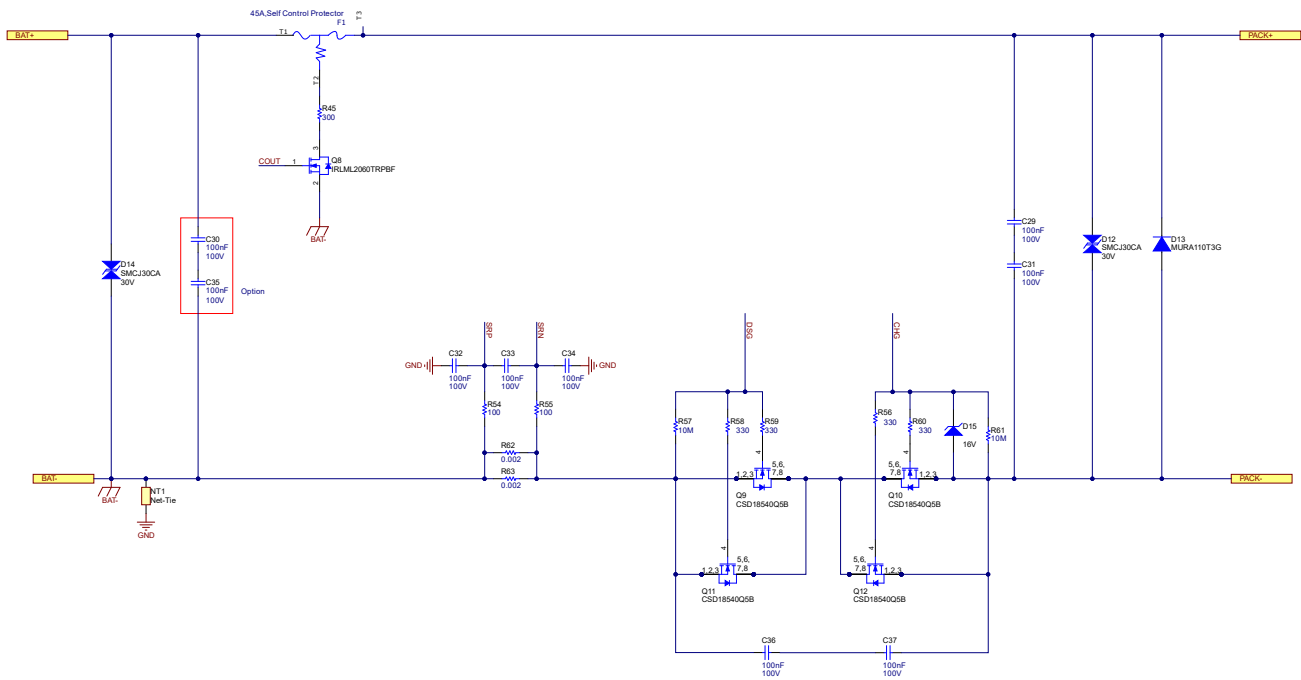 45A,Self Control Protector
F1
T3
T1
BAT+
PACK+
T2
R45
300
COUT
1
3
2
Q8
IRLML2060TRPBF
BAT-
C30
100nF
100V
C35
100nF
100V
Option
D14
SMCJ30CA
30V
C29
100nF
100V
C31
100nF
100V
D12
SMCJ30CA
30V
D13
MURA110T3G
SRP
SRN
DSG
CHG
GND
C32
100nF
100V
C33
100nF
100V
C34
100nF
100V
GND
R54
100
R55
100
R57
10M
R58
330
R59
330
R56
330
R60
330
D15
16V
R61
10M
R62
0.002
R63
0.002
BAT-
BAT-
NT1
Net-Tie
GND
4
1,2,3
5,6,
7,8
Q9
CSD18540Q5B
4
5,6,
7,8
1,2,3
Q10
CSD18540Q5B
PACK-
4
1,2,3
5,6,
7,8
Q11
CSD18540Q5B
4
5,6,
7,8
1,2,3
Q12
CSD18540Q5B
C36
100nF
100V
C37
100nF
100V